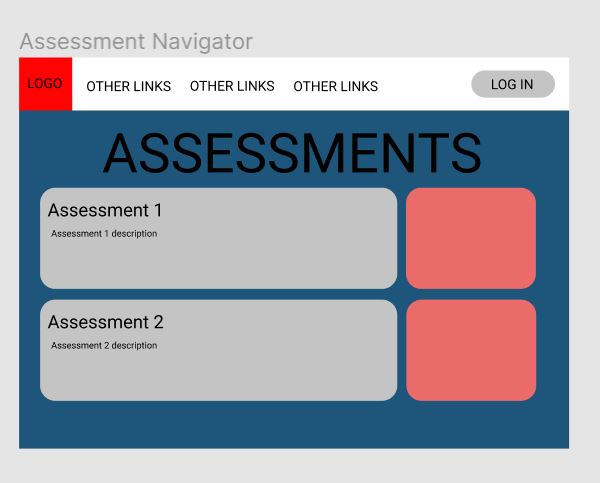 Assessment Navigator
LOGO OTHER LINKS OTHER LINKS OTHER LINKS LOG IN
ASSESSMENTS
Assessment 1
Assessment 1 description
Assessment 2
Assessment 2 description